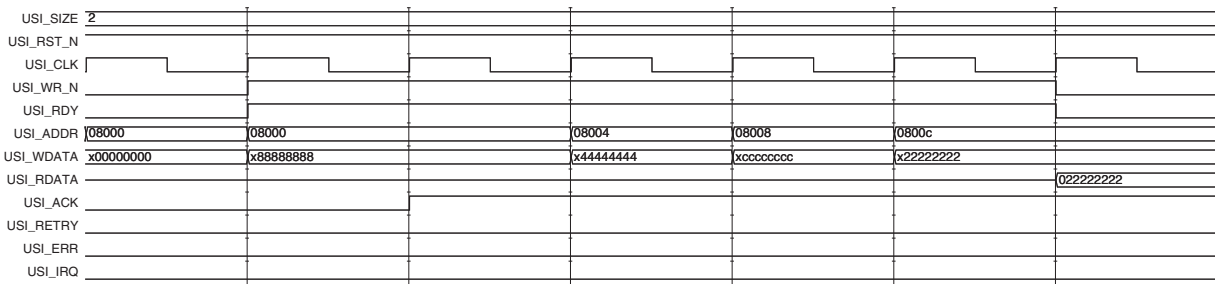 USI_SIZE 2
USI_RST_N
USI_CLK
USI_WR_N
USI_RDY
USI_ADDR 08000 08000 08004 08008 0800c
USI_WDATA x00000000 x88888888 x44444444 xcccccccc x22222222
USI_RDATA 022222222
USI_ACK
USI_RETRY
USI_ERR
USI_IRQ